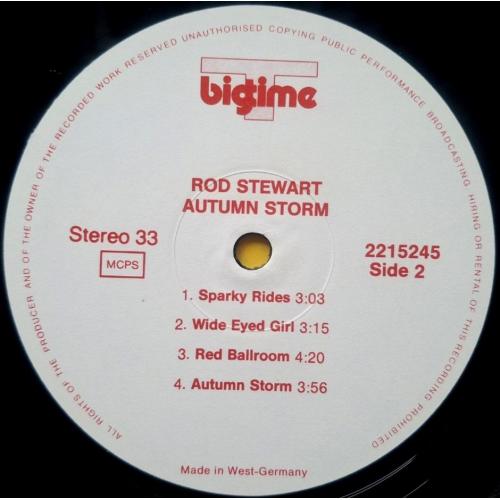 ALL RIGHTS OF THE PRODUCER AND OF THE OWNER OF THE RECORDED WORK RESERVED UNAUTHORISED COPYING PUBLIC PERFORMANCE BROADCASTING HIRING OR RENTAL OF THIS RECORDING PROHIBITED
T
bigtime
ROD STEWART
AUTUMN STORM
Stereo 33
MCPS
2215245
Side 2
1. Sparky Rides 3:03
2. Wide Eyed Girl 3:15
3. Red Ballroom 4:20
4. Autumn Storm 3:56
Made in West-Germany